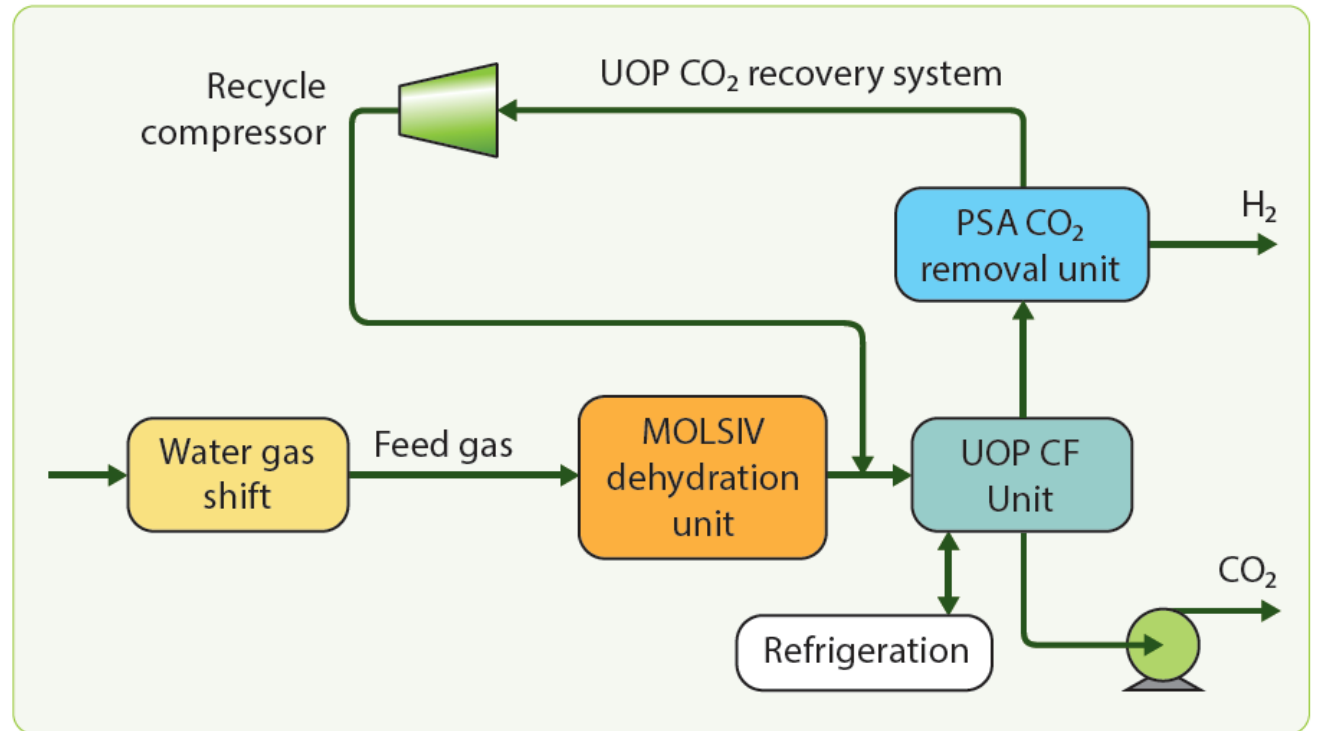 Recycle
compressor
UOP CO₂ recovery system
PSA CO₂
removal unit
H₂
Water gas
shift
Feed gas
MOLSIV
dehydration
unit
UOP CF
Unit
Refrigeration
CO₂